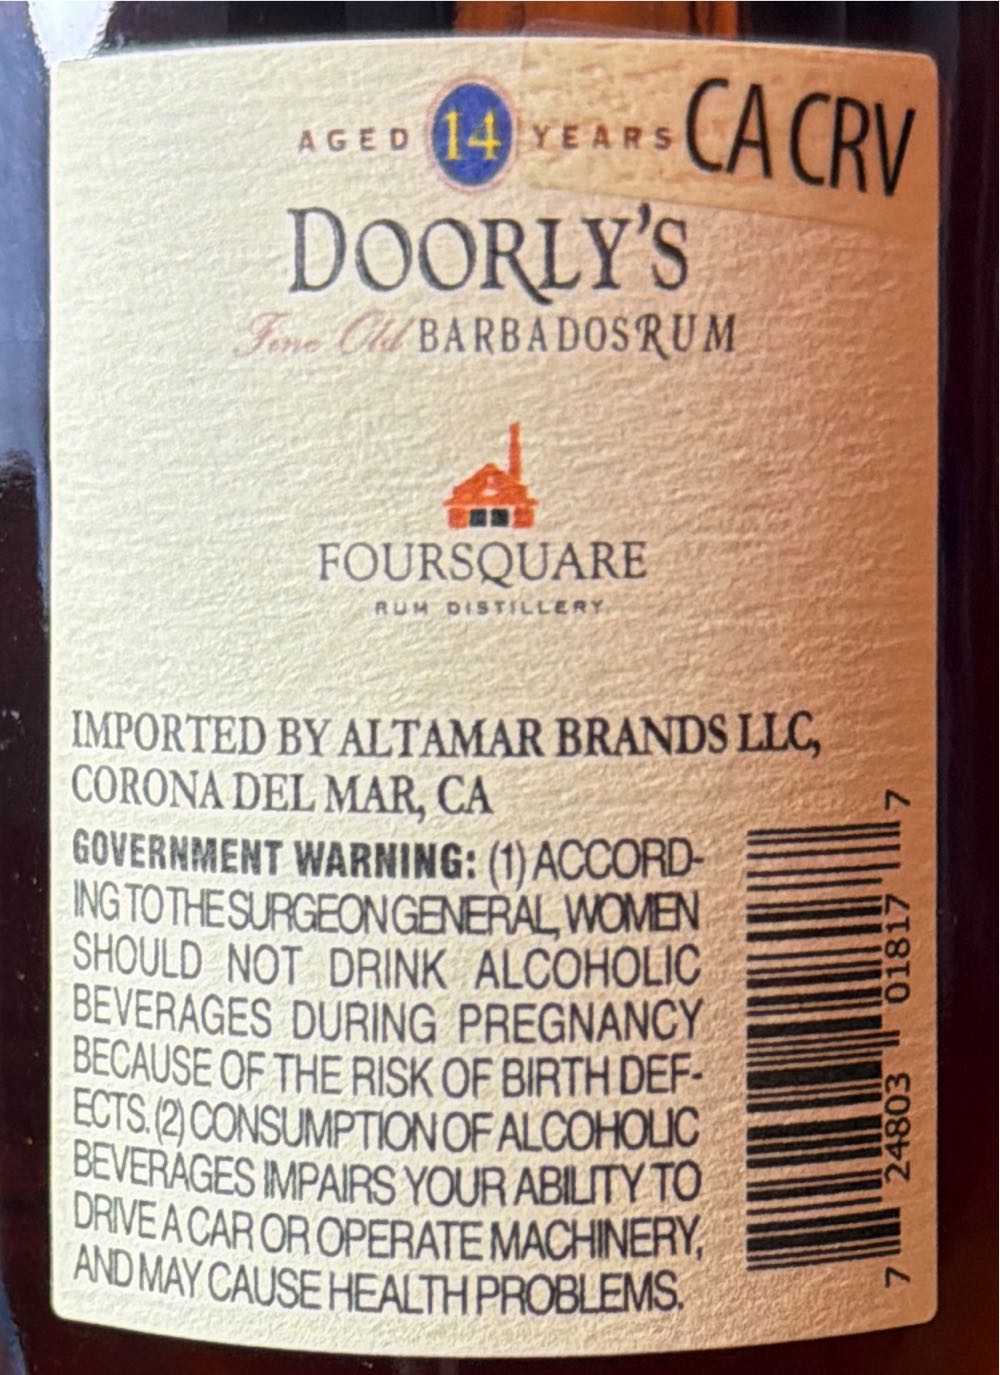 AGED 14 YEARS CA CRV
DOORLY'S
Fine Old BARBADOS RUM
FOURSQUARE
RUM DISTILLERY
IMPORTED BY ALTAMAR BRANDS LLC,
CORONA DEL MAR, CA
GOVERNMENT WARNING: (1) ACCORD-
ING TO THE SURGEON GENERAL, WOMEN
SHOULD NOT DRINK ALCOHOLIC
BEVERAGES DURING PREGNANCY
BECAUSE OF THE RISK OF BIRTH DEF-
ECTS. (2) CONSUMPTION OF ALCOHOLIC
BEVERAGES IMPAIRS YOUR ABILITY TO
DRIVE A CAR OR OPERATE MACHINERY,
AND MAY CAUSE HEALTH PROBLEMS.
7 24803 01817 7